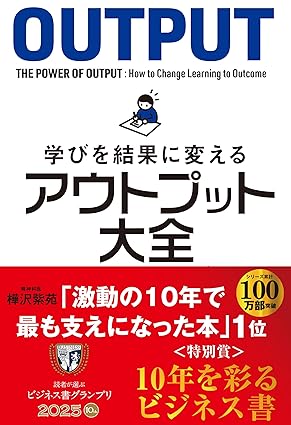 OUTPUT
THE POWER OF OUTPUT : How to Change Learning to Outcome
学びを結果に変える
アウトプット
大全
シリーズ累計
100
万部突破
精神科医
樺沢紫苑
「激動の10年で
最も支えになった本」1位
〈特別賞〉
10年を彩る
ビジネス書
読者が選ぶ
ビジネス書グランプリ
2025 10th